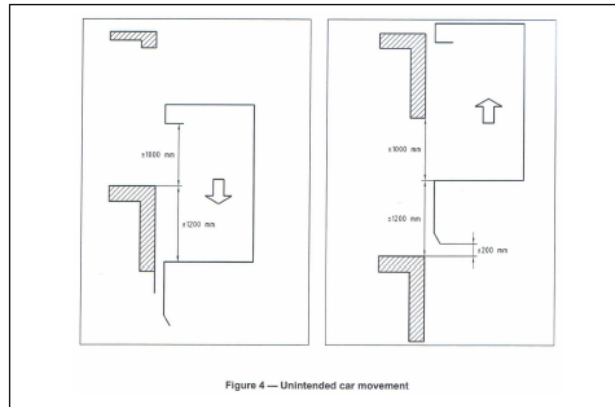 ±1000 mm
±1200 mm
±1000 mm
±1200 mm
±200 mm
Figure 4 — Unintended car movement